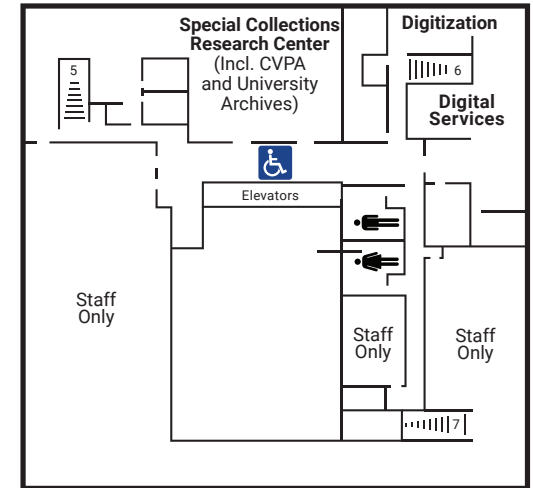 Special Collections
Research Center
(Incl. CVPA
and University
Archives)
Digitization
5
6
Digital
Services
Elevators
Staff
Only
Staff
Only
Staff
Only
7